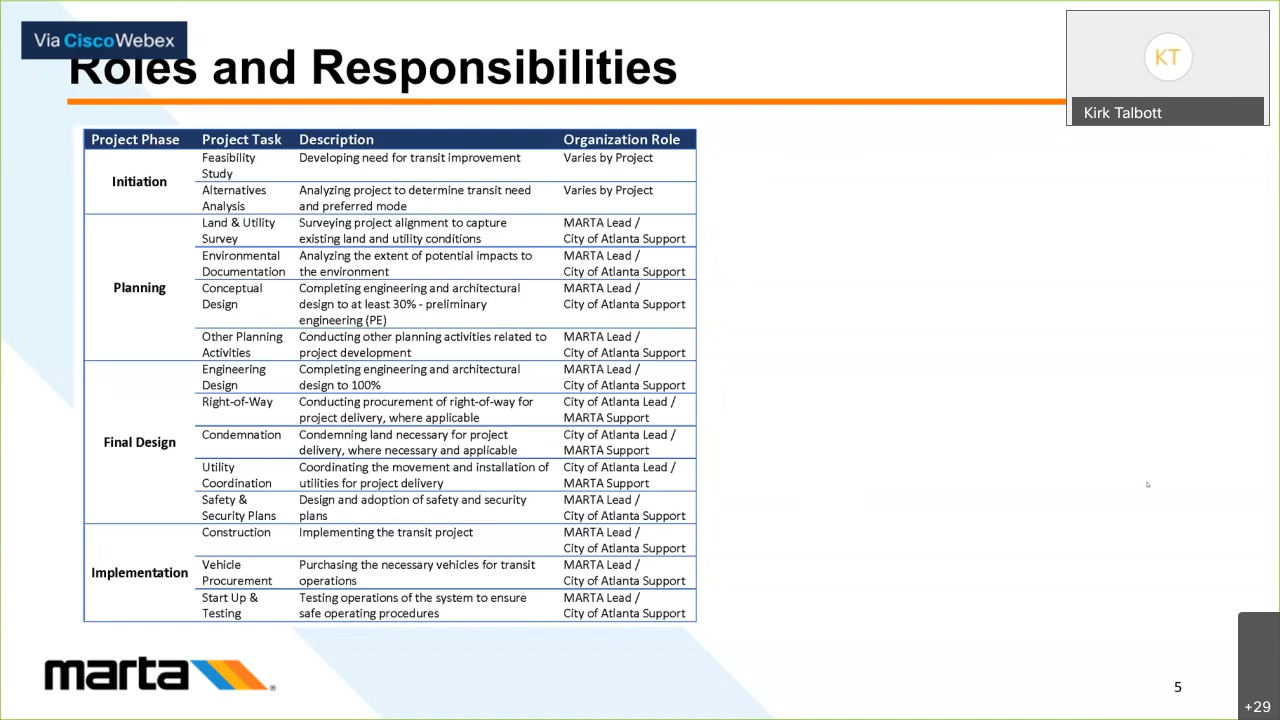 Via CiscoWebex
Roles and Responsibilities
KT
Kirk Talbott
Project Phase Project Task Description Organization Role
Initiation
Feasibility
Study
Developing need for transit improvement
Varies by Project
Alternatives
Analysis
Analyzing project to determine transit need
and preferred mode
Varies by Project
Planning
Land & Utility
Survey
Surveying project alignment to capture
existing land and utility conditions
MARTA Lead /
City of Atlanta Support
Environmental
Documentation
Analyzing the extent of potential impacts to
the environment
MARTA Lead /
City of Atlanta Support
Conceptual
Design
Completing engineering and architectural
design to at least 30% - preliminary
engineering (PE)
MARTA Lead /
City of Atlanta Support
Other Planning
Activities
Conducting other planning activities related to
project development
MARTA Lead /
City of Atlanta Support
Final Design
Engineering
Design
Completing engineering and architectural
design to 100%
MARTA Lead /
City of Atlanta Support
Right-of-Way
Conducting procurement of right-of-way for
project delivery, where applicable
City of Atlanta Lead /
MARTA Support
Condemnation
Condemning land necessary for project
delivery, where necessary and applicable
City of Atlanta Lead /
MARTA Support
Utility
Coordination
Coordinating the movement and installation of
utilities for project delivery
City of Atlanta Lead /
MARTA Support
Safety &
Security Plans
Design and adoption of safety and security
plans
MARTA Lead /
City of Atlanta Support
Implementation
Construction
Implementing the transit project
MARTA Lead /
City of Atlanta Support
Vehicle
Procurement
Purchasing the necessary vehicles for transit
operations
MARTA Lead /
City of Atlanta Support
Start Up &
Testing
Testing operations of the system to ensure
safe operating procedures
MARTA Lead /
City of Atlanta Support
marta®
5
+29